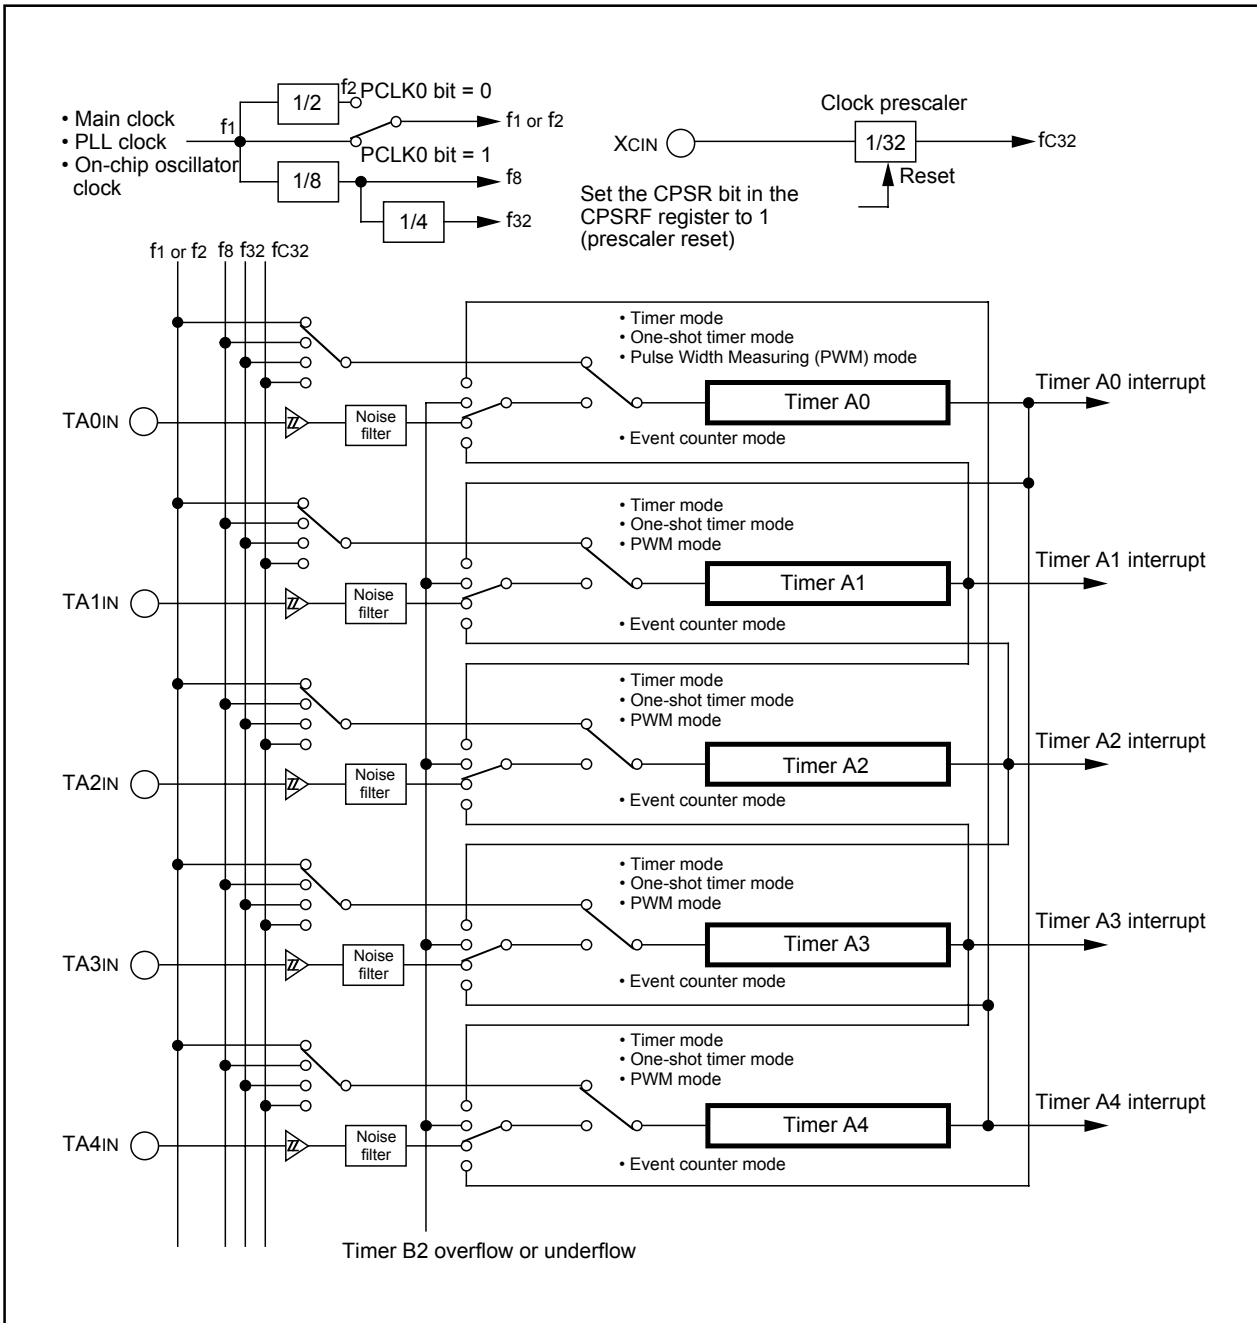 1/2
f2 PCLK0 bit = 0
Clock prescaler
• Main clock
• PLL clock
• On-chip oscillator
clock
f1
f1 or f2
XCIN
1/32
fC32
PCLK0 bit = 1
1/8
f8
Reset
1/4
f32
Set the CPSR bit in the
CPSRF register to 1
(prescaler reset)
f1 or f2 f8 f32 fC32
• Timer mode
• One-shot timer mode
• Pulse Width Measuring (PWM) mode
TA0IN
Noise
filter
Timer A0
Timer A0 interrupt
• Event counter mode
• Timer mode
• One-shot timer mode
• PWM mode
TA1IN
Noise
filter
Timer A1
Timer A1 interrupt
• Event counter mode
• Timer mode
• One-shot timer mode
• PWM mode
TA2IN
Noise
filter
Timer A2
Timer A2 interrupt
• Event counter mode
• Timer mode
• One-shot timer mode
• PWM mode
TA3IN
Noise
filter
Timer A3
Timer A3 interrupt
• Event counter mode
• Timer mode
• One-shot timer mode
• PWM mode
TA4IN
Noise
filter
Timer A4
Timer A4 interrupt
• Event counter mode
Timer B2 overflow or underflow